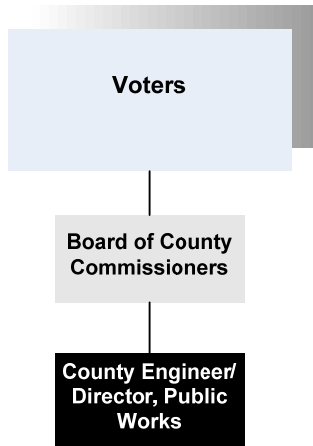 Voters
Board of County
Commissioners
County Engineer/
Director, Public
Works